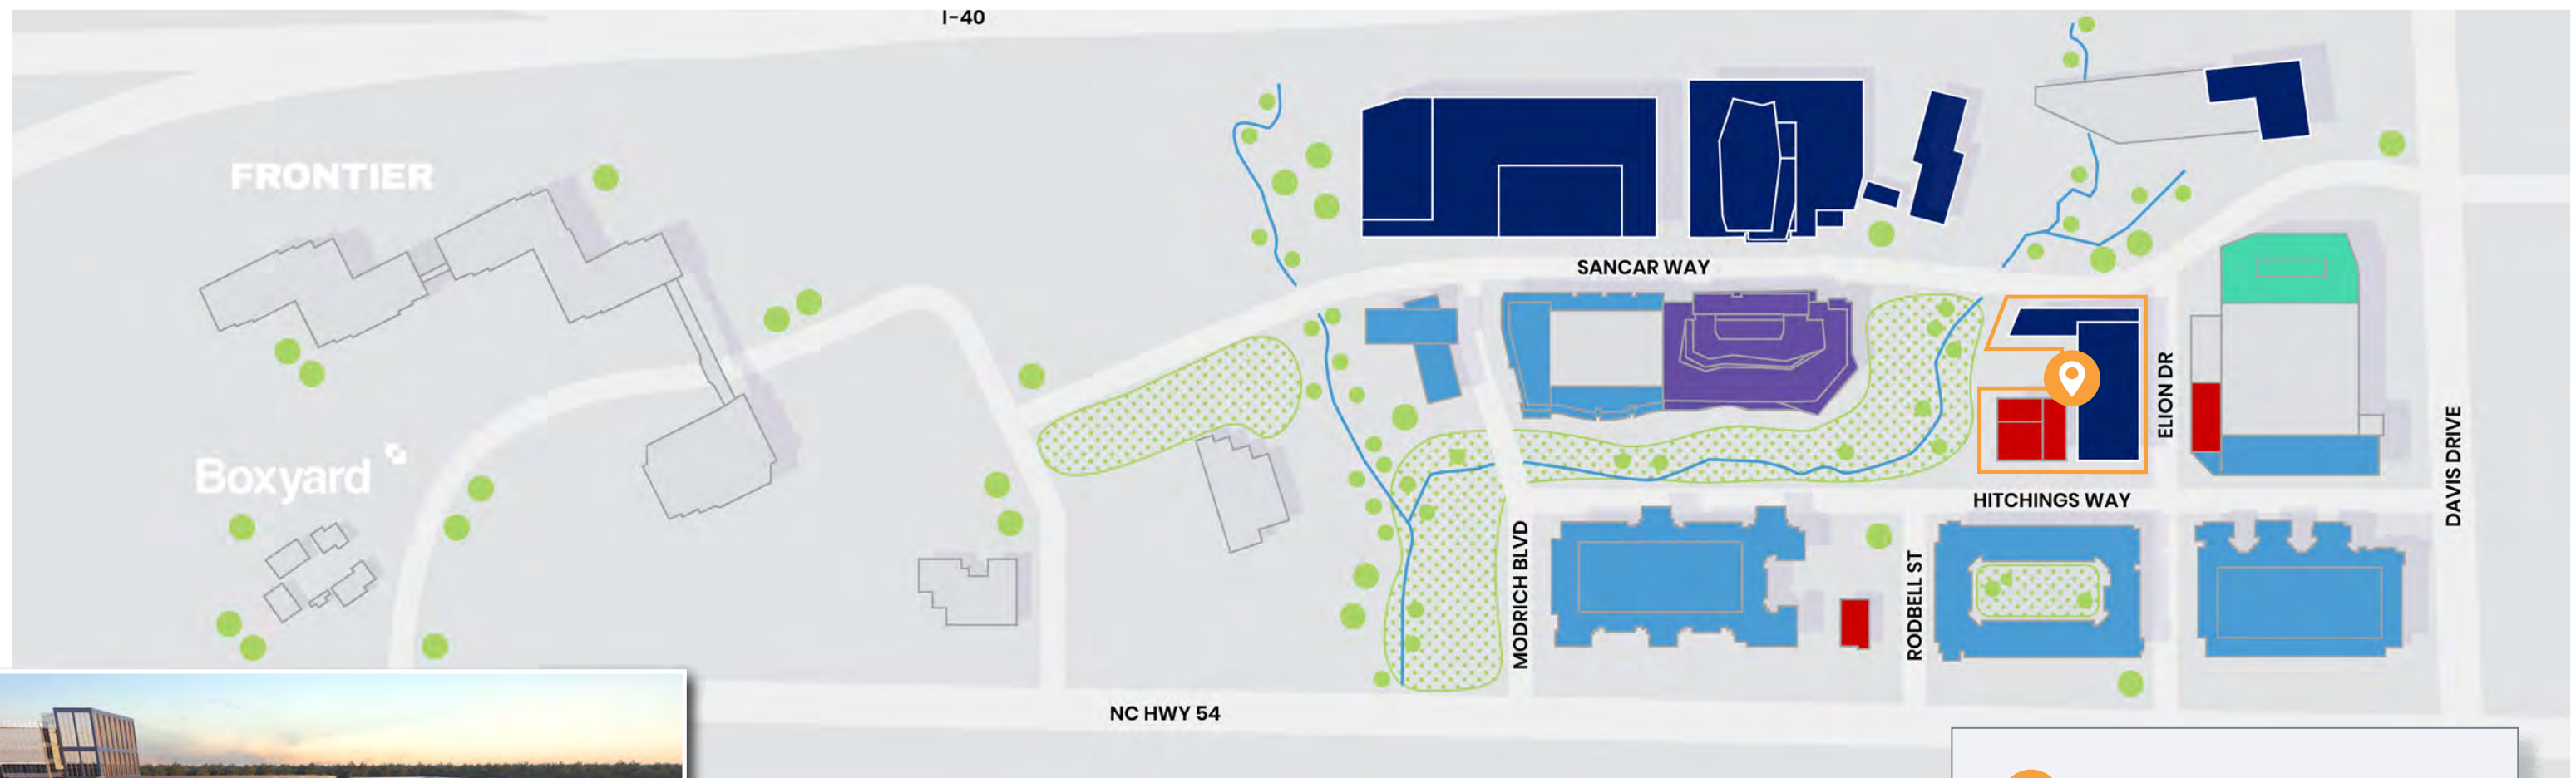 I-40
FRONTIER
SANCAR WAY
ELION DR
DAVIS DRIVE
Boxyard
HITCHINGS WAY
MODRICH BLVD
RODBELL ST
NC HWY 54